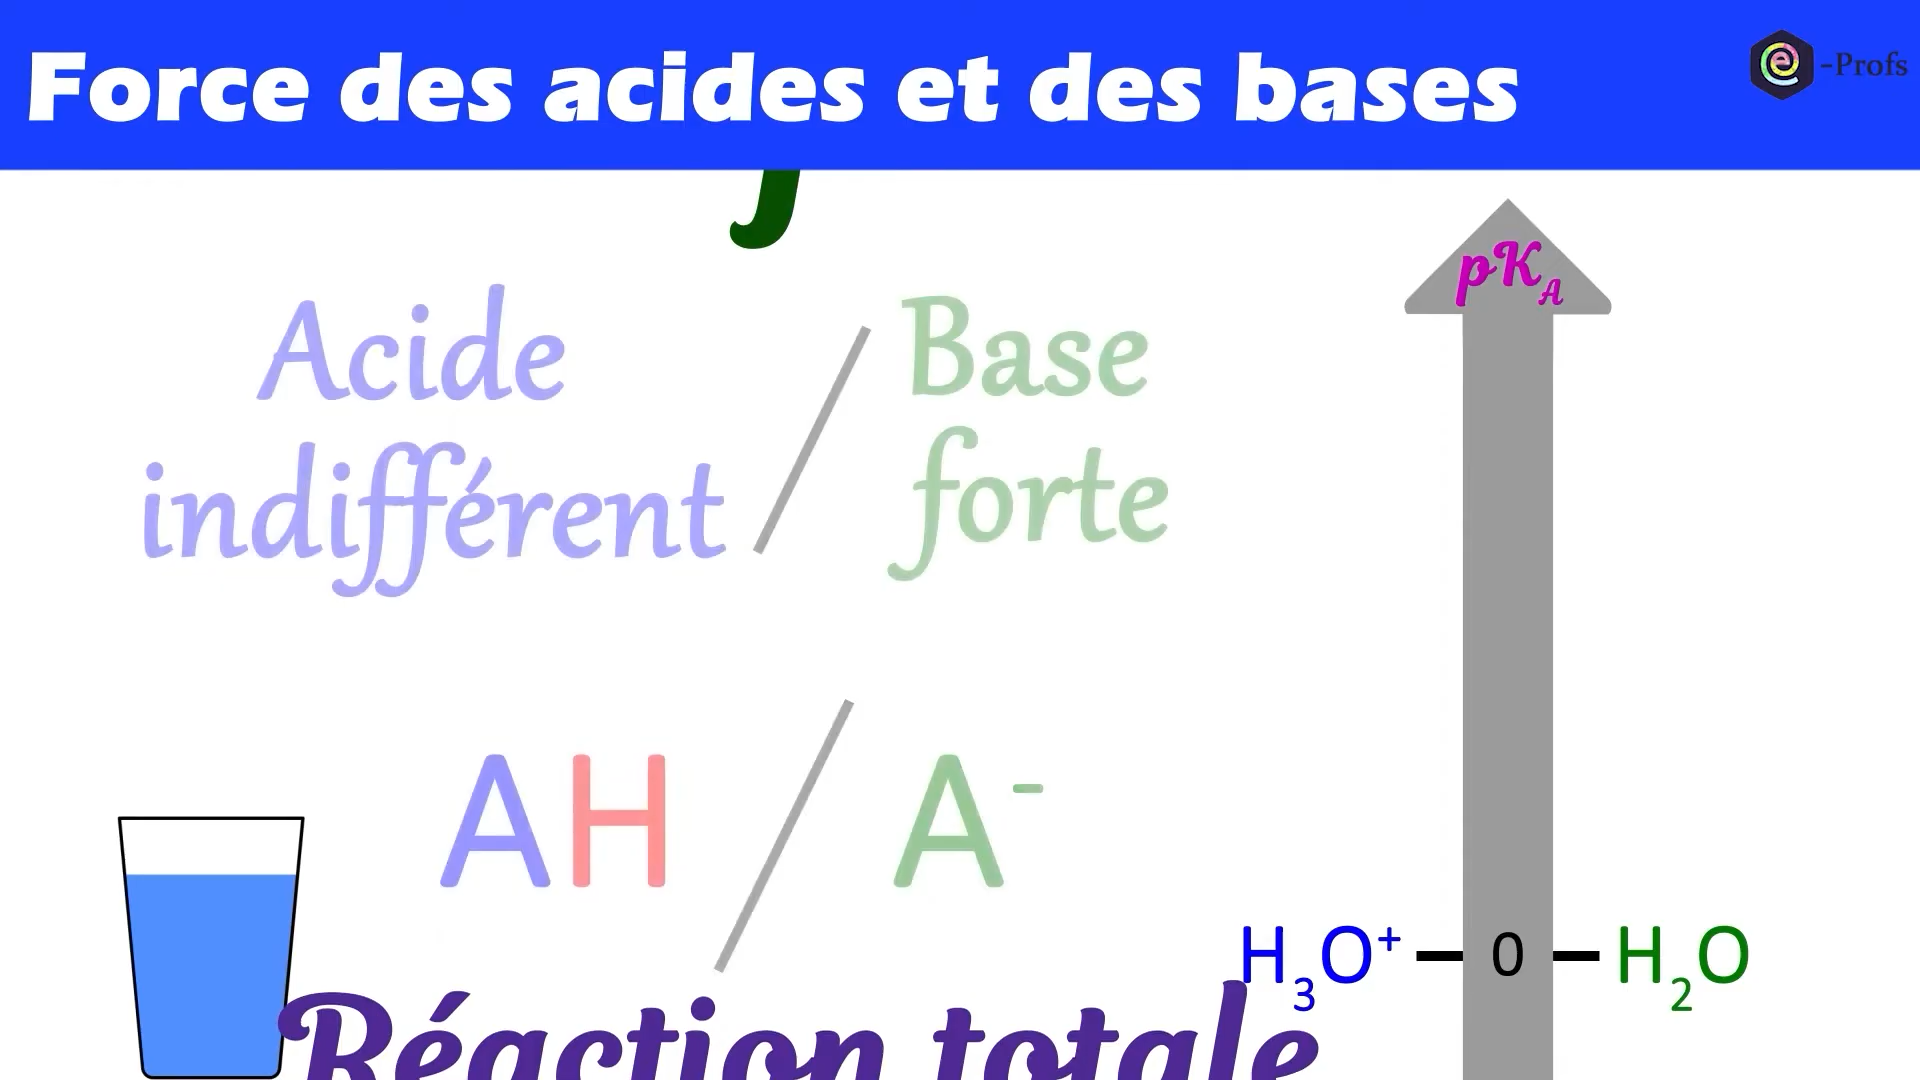 Force des acides et des bases
e-Profs
pKA
Acide / Base
indifférent forte
AH / A⁻
H₃O⁺ 0 H₂O
Réaction totale